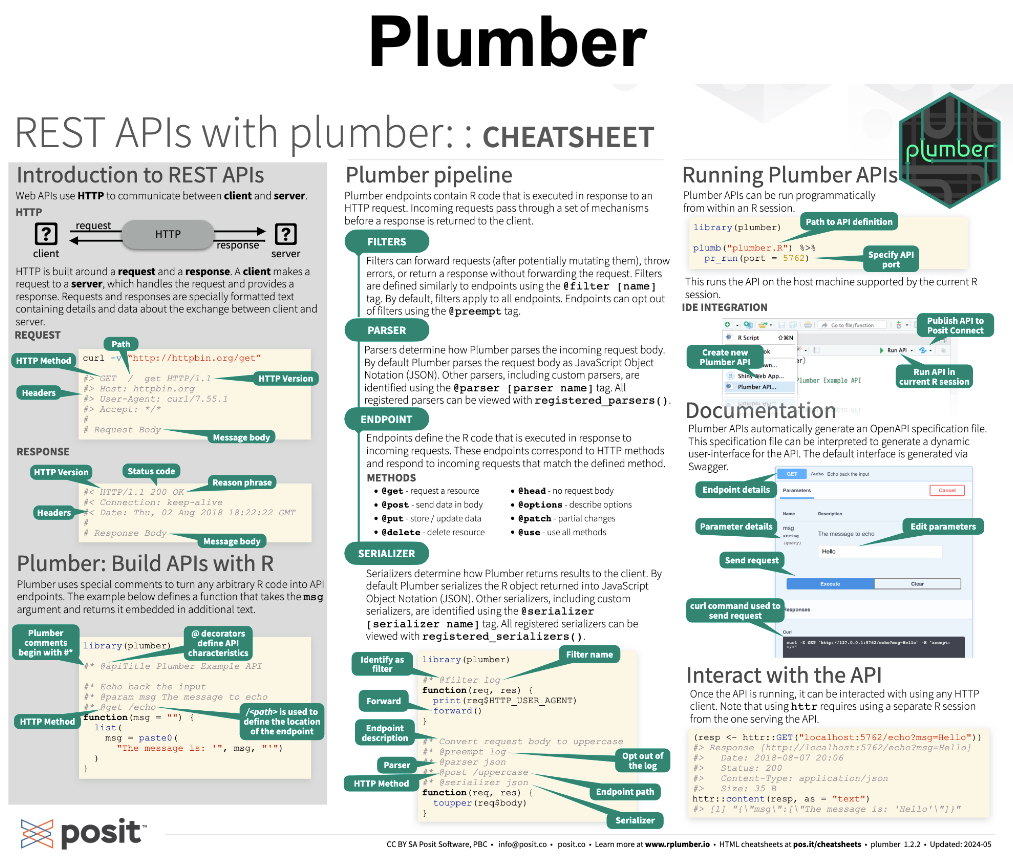 Plumber
REST APIs with plumber: : CHEATSHEET
plumber
Introduction to REST APIs
Web APIs use HTTP to communicate between client and server.
HTTP
request
HTTP
response
client
server
HTTP is built around a request and a response. A client makes a
request to a server, which handles the request and provides a
response. Requests and responses are specially formatted text
containing details and data about the exchange between client and
server.
REQUEST
Path
HTTP Method
curl -v "http://httpbin.org/get"
#> GET / get HTTP/1.1
HTTP Version
Headers
#> Host: httpbin.org
#> User-Agent: curl/7.55.1
#> Accept: */*
#
# Request Body
Message body
RESPONSE
HTTP Version
Status code
Reason phrase
#< HTTP/1.1 200 OK
#< Connection: keep-alive
Headers
#< Date: Thu, 02 Aug 2018 18:22:22 GMT
#
# Response Body
Message body
Plumber: Build APIs with R
Plumber uses special comments to turn any arbitrary R code into API
endpoints. The example below defines a function that takes the msg
argument and returns it embedded in additional text.
Plumber
comments
begin with #*
@ decorators
define API
characteristics
library(plumber)
#* @apiTitle Plumber Example API
#* Echo back the input
#* @param msg The message to echo
#* @get /echo
HTTP Method
function(msg = "") {
list(
msg = paste0(
"The message is: '", msg, "'")
)
}
/<path> is used to
define the location
of the endpoint
Plumber pipeline
Plumber endpoints contain R code that is executed in response to an
HTTP request. Incoming requests pass through a set of mechanisms
before a response is returned to the client.
FILTERS
Filters can forward requests (after potentially mutating them), throw
errors, or return a response without forwarding the request. Filters
are defined similarly to endpoints using the @filter [name]
tag. By default, filters apply to all endpoints. Endpoints can opt out
of filters using the @preempt tag.
PARSER
Parsers determine how Plumber parses the incoming request body.
By default Plumber parses the request body as JavaScript Object
Notation (JSON). Other parsers, including custom parsers, are
identified using the @parser [parser name] tag. All
registered parsers can be viewed with registered_parsers().
ENDPOINT
Endpoints define the R code that is executed in response to
incoming requests. These endpoints correspond to HTTP methods
and respond to incoming requests that match the defined method.
METHODS
• @get - request a resource
• @post - send data in body
• @put - store / update data
• @delete - delete resource
• @head - no request body
• @options - describe options
• @patch - partial changes
• @use - use all methods
SERIALIZER
Serializers determine how Plumber returns results to the client. By
default Plumber serializes the R object returned into JavaScript
Object Notation (JSON). Other serializers, including custom
serializers, are identified using the @serializer
[serializer name] tag. All registered serializers can be
viewed with registered_serializers().
Identify as
filter
Filter name
library(plumber)
#* @filter log
function(req, res) {
print(req$HTTP_USER_AGENT)
forward()
}
Forward
Endpoint
description
#* Convert request body to uppercase
#* @preempt log
Opt out of
the log
Parser
#* @parser json
HTTP Method
#* @post /uppercase
#* @serializer json
function(req, res) {
toupper(req$body)
}
Endpoint path
Serializer
Running Plumber APIs
Plumber APIs can be run programmatically
from within an R session.
Path to API definition
library(plumber)
plumb("plumber.R") %>%
pr_run(port = 5762)
Specify API
port
This runs the API on the host machine supported by the current R
session.
IDE INTEGRATION
Go to file/function
Publish API to
Posit Connect
R Script ⇧⌘N
Create new
Plumber API
Run API
Shiny Web App...
Plumber API...
Plumber Example API
Run API in
current R session
Documentation
Plumber APIs automatically generate an OpenAPI specification file.
This specification file can be interpreted to generate a dynamic
user-interface for the API. The default interface is generated via
Swagger.
GET /echo Echo back the input
Endpoint details
Parameters
Cancel
Name Description
Parameter details
msg
string
(query)
The message to echo
Edit parameters
Hello
Send request
Execute
Clear
curl command used to
send request
Responses
Curl
Interact with the API
Once the API is running, it can be interacted with using any HTTP
client. Note that using httr requires using a separate R session
from the one serving the API.
(resp <- httr::GET("localhost:5762/echo?msg=Hello"))
#> Response [http://localhost:5762/echo?msg=Hello]
#> Date: 2018-08-07 20:06
#> Status: 200
#> Content-Type: application/json
#> Size: 35 B
httr::content(resp, as = "text")
#> [1] "{\"msg\":[\"The message is: 'Hello'\"]}"
posit™
CC BY SA Posit Software, PBC • info@posit.co • posit.co • Learn more at www.rplumber.io • HTML cheatsheets at pos.it/cheatsheets • plumber 1.2.2 • Updated: 2024-05